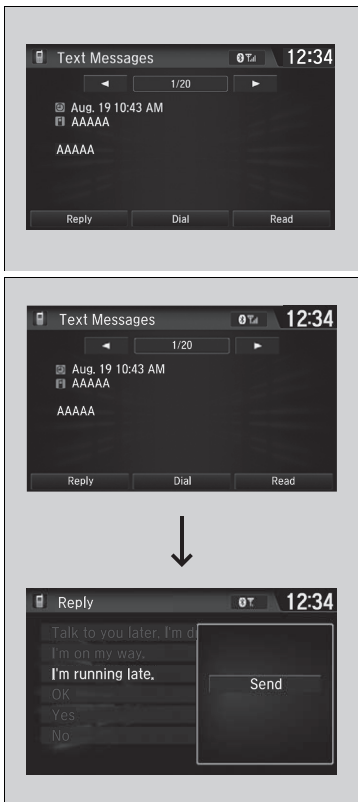 Text Messages 12:34
1/20
Aug. 19 10:43 AM
AAAAA
AAAAA
Reply Dial Read
Text Messages 12:34
1/20
Aug. 19 10:43 AM
AAAAA
AAAAA
Reply Dial Read
Reply 12:34
Talk to you later, I'm d
I'm on my way.
I'm running late.
Send
OK
Yes
No